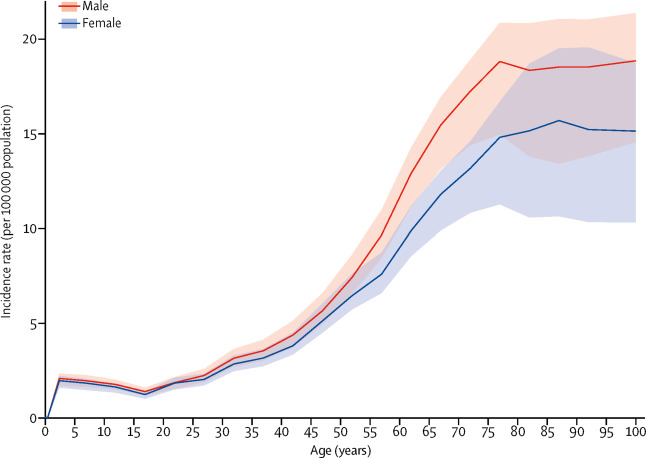 Male
Female
20
15
10
5
0
Incidence rate (per 100 000 population)
0 5 10 15 20 25 30 35 40 45 50 55 60 65 70 75 80 85 90 95 100
Age (years)